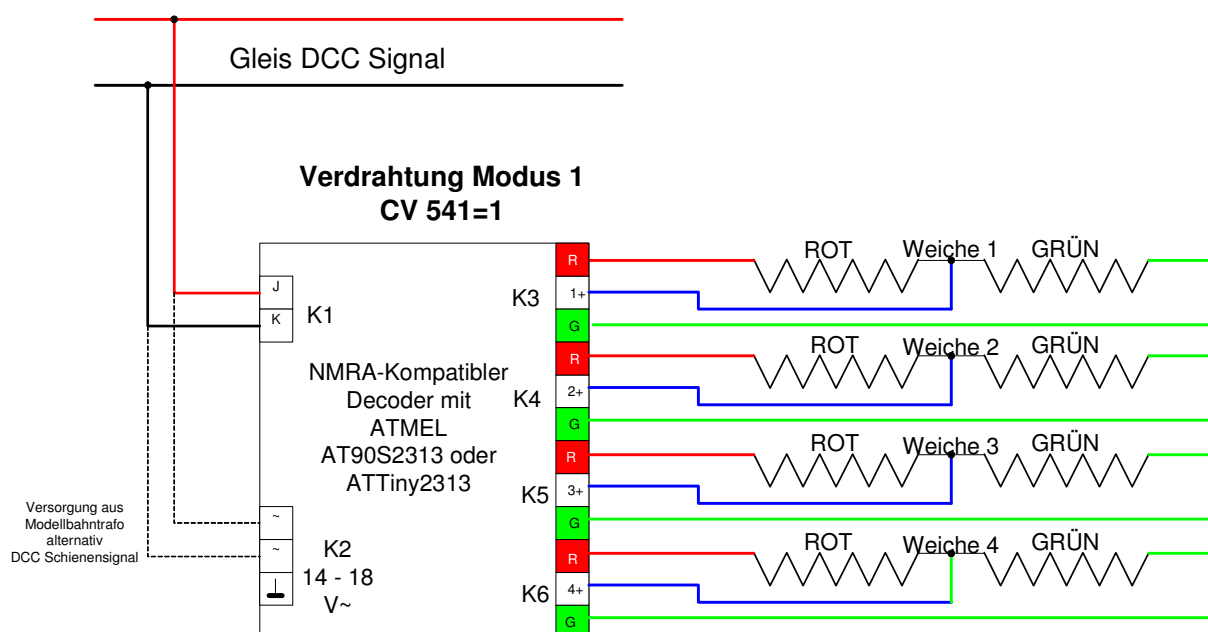 Gleis DCC Signal
Verdrahtung Modus 1
CV 541=1
J
K
K1
NMRA-Kompatibler
Decoder mit
ATMEL
AT90S2313 oder
ATTiny2313
Versorgung aus
Modellbahntrafo
alternativ
DCC Schienensignal
~
~
K2
14 - 18
V~
K3
R
1+
G
ROT
Weiche 1
GRÜN
K4
R
2+
G
ROT
Weiche 2
GRÜN
K5
R
3+
G
ROT
Weiche 3
GRÜN
K6
R
4+
G
ROT
Weiche 4
GRÜN